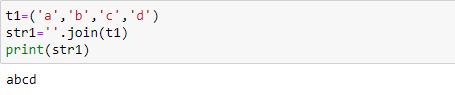 t1=('a','b','c','d')
str1=''.join(t1)
print(str1)
abcd